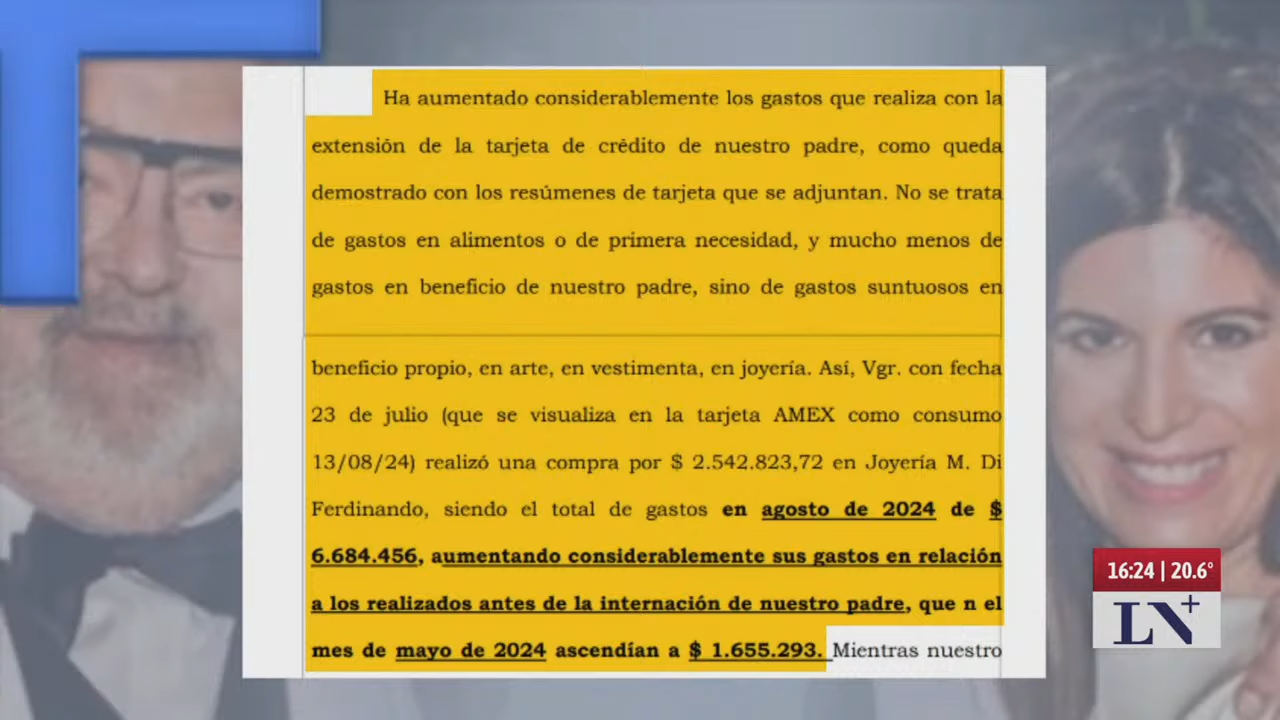 Ha aumentado considerablemente los gastos que realiza con la
extensión de la tarjeta de crédito de nuestro padre, como queda
demostrado con los resúmenes de tarjeta que se adjuntan. No se trata
de gastos en alimentos o de primera necesidad, y mucho menos de
gastos en beneficio de nuestro padre, sino de gastos suntuosos en
beneficio propio, en arte, en vestimenta, en joyería. Así, Vgr. con fecha
23 de julio (que se visualiza en la tarjeta AMEX como consumo
13/08/24) realizó una compra por $ 2.542.823,72 en Joyería M. Di
Ferdinando, siendo el total de gastos en agosto de 2024 de $
6.684.456, aumentando considerablemente sus gastos en relación
a los realizados antes de la internación de nuestro padre, que n el
mes de mayo de 2024 ascendían a $ 1.655.293. Mientras nuestro
16:24 | 20.6°
LN+